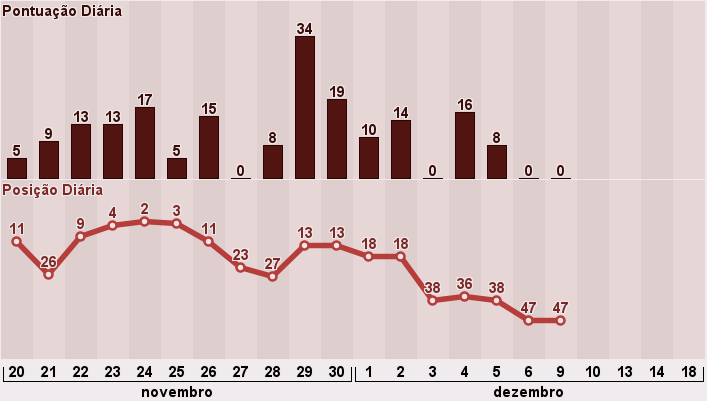 Pontuação Diária
5 9 13 13 17 5 15 0 8 34 19 10 14 0 16 8 0 0
Posição Diária
11 26 9 4 2 3 11 23 27 13 13 18 18 38 36 38 47 47
20 21 22 23 24 25 26 27 28 29 30 1 2 3 4 5 6 9 10 13 14 18
novembro dezembro